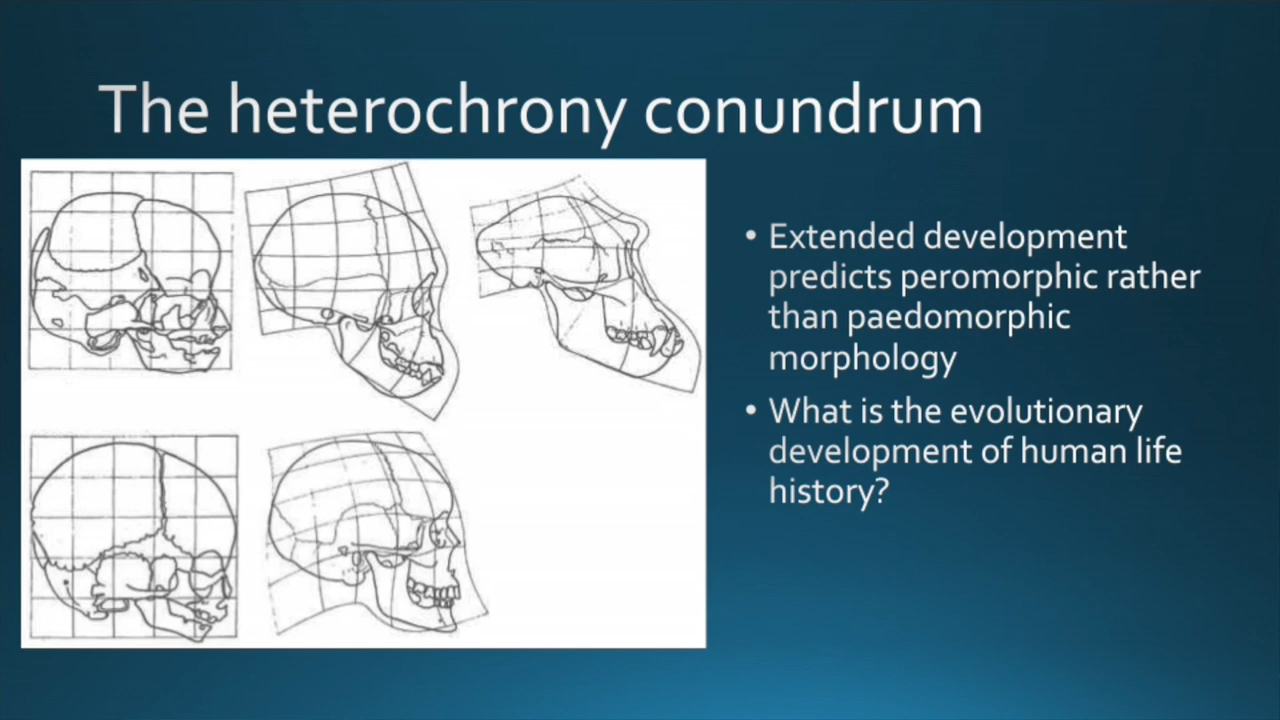 The heterochrony conundrum
• Extended development
predicts peromorphic rather
than paedomorphic
morphology
• What is the evolutionary
development of human life
history?